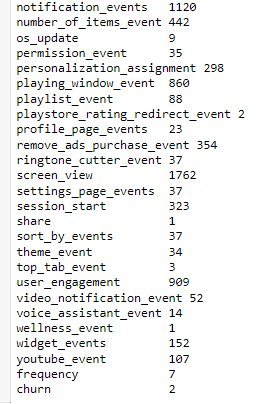 notification_events 1120
number_of_items_event 442
os_update 9
permission_event 35
personalization_assignment 298
playing_window_event 860
playlist_event 88
playstore_rating_redirect_event 2
profile_page_events 23
remove_ads_purchase_event 354
ringtone_cutter_event 37
screen_view 1762
settings_page_events 37
session_start 323
share 1
sort_by_events 37
theme_event 34
top_tab_event 3
user_engagement 909
video_notification_event 52
voice_assistant_event 14
wellness_event 1
widget_events 152
youtube_event 107
frequency 7
churn 2